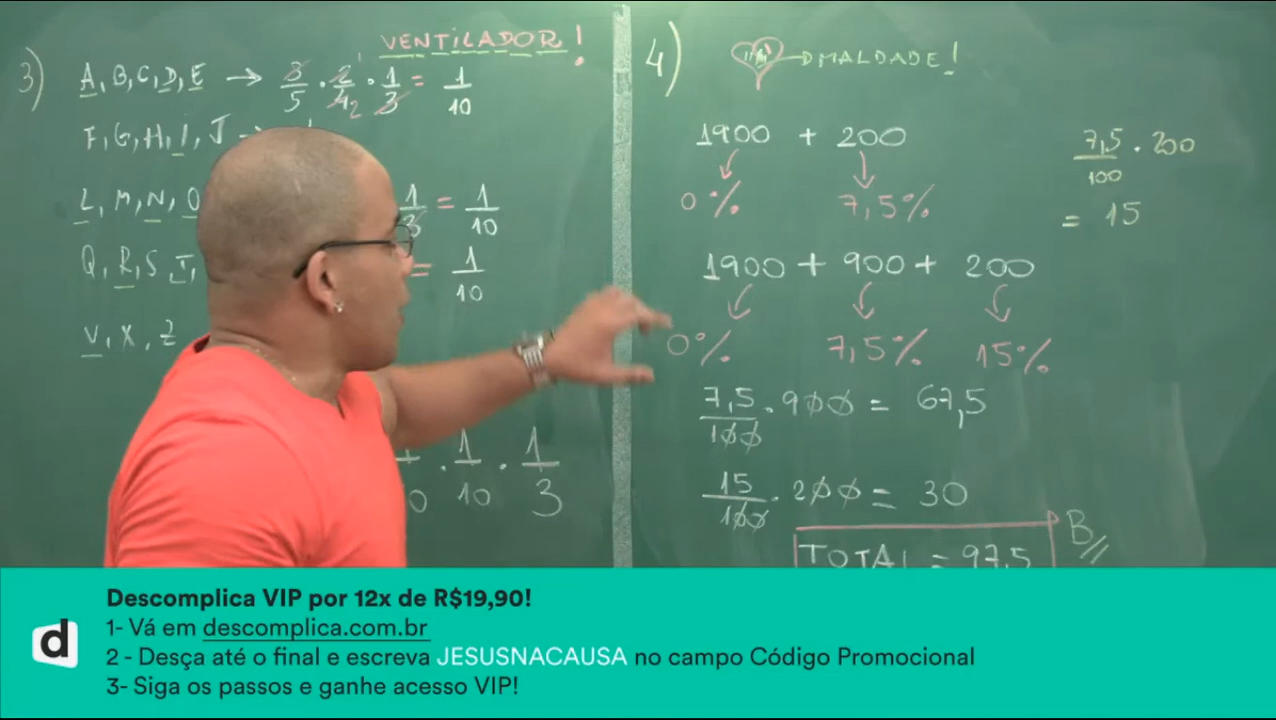 VENTILADOR!
3) A, B, C, D, E → 3/5 · 2/4 2 · 1/3 = 1/10
F, G, H, I, J →
L, M, N, O 1/3 = 1/10
Q, R, S, T, = 1/10
V, X, Z
· 1/10 · 1/3
4) MALDADE!
1900 + 200
0% 7,5%
7,5/100 · 200
= 15
1900 + 900 + 200
0% 7,5% 15%
7,5/100 · 900 = 67,5
15/100 · 200 = 30
TOTAL = 97,5 B
d
Descomplica VIP por 12x de R$19,90!
1- Vá em descomplica.com.br
2 - Desça até o final e escreva JESUSNACAUSA no campo Código Promocional
3- Siga os passos e ganhe acesso VIP!